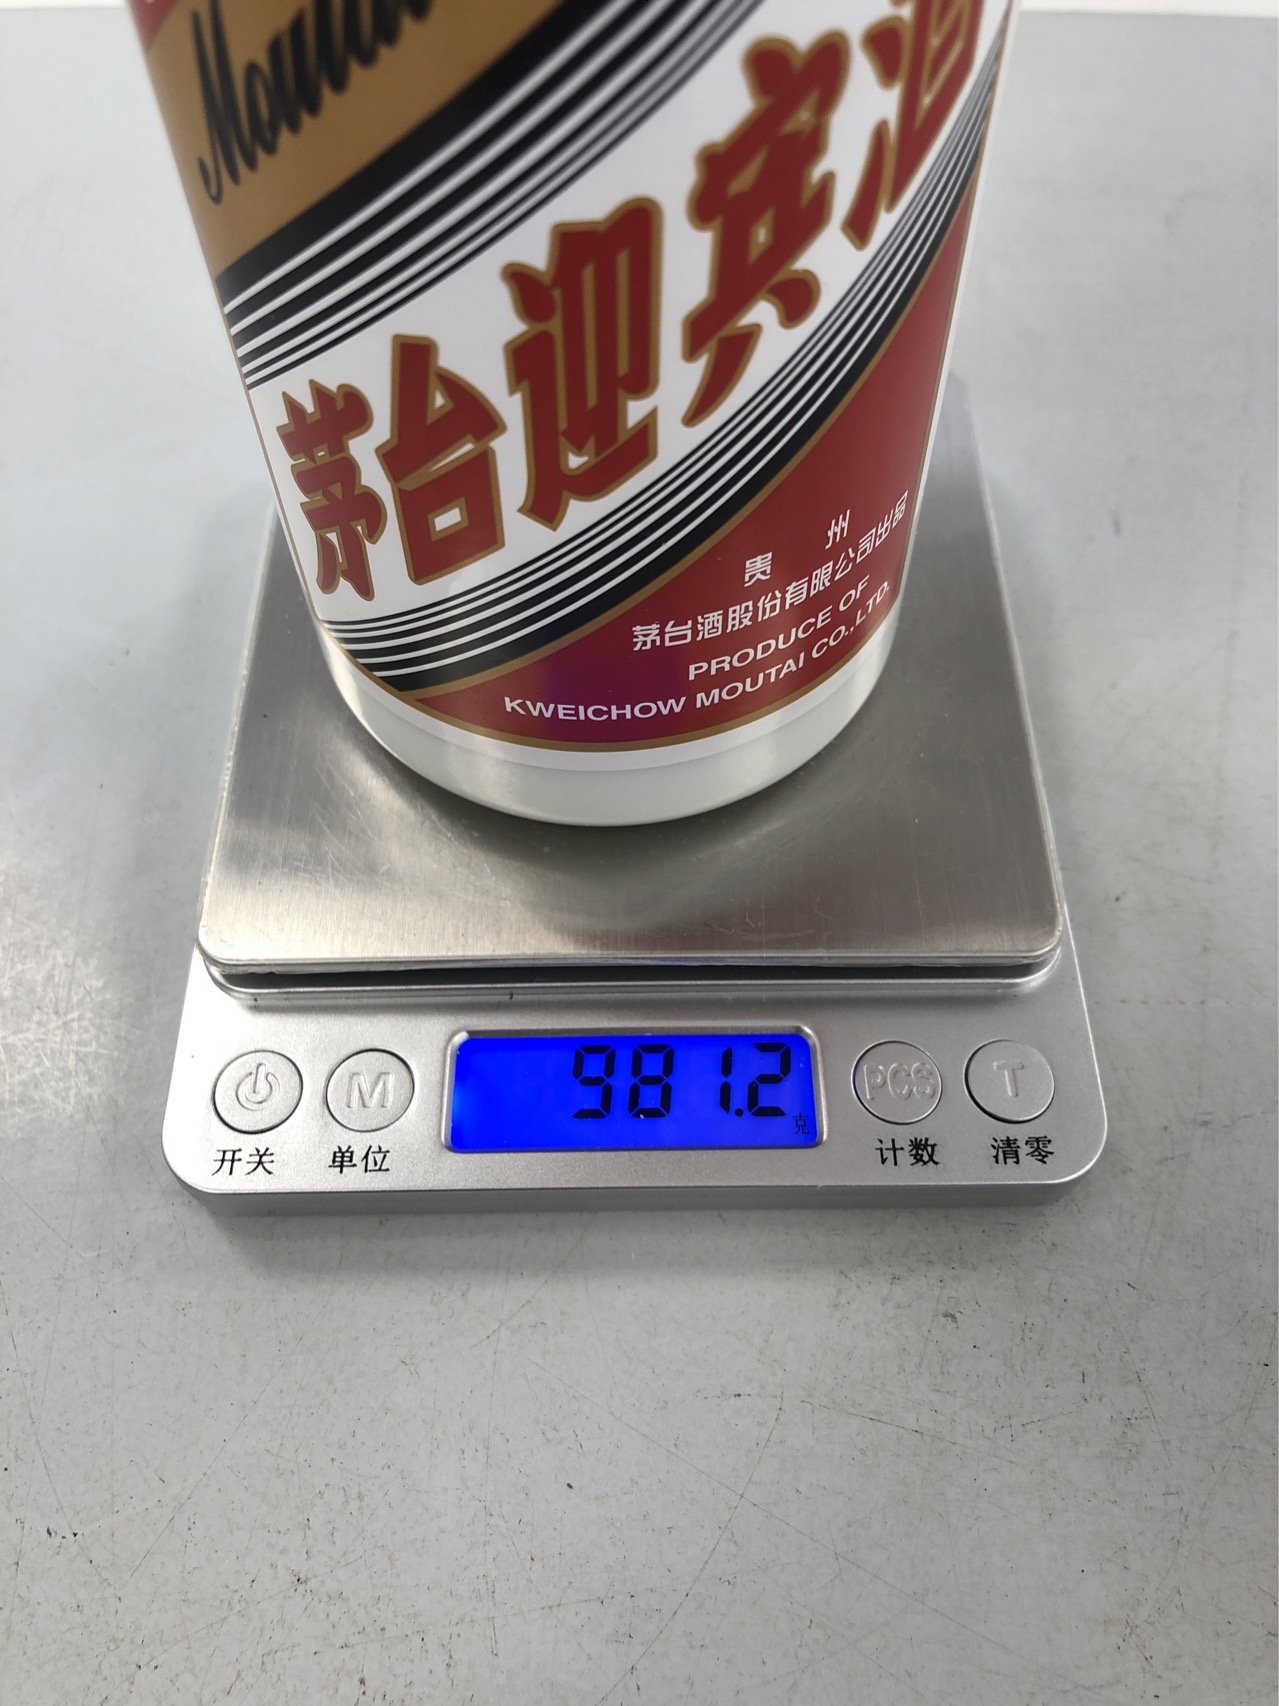 茅台迎宾酒
贵 州
茅台酒股份有限公司出品
PRODUCE OF
KWEICHOW MOUTAI CO.,LTD.
981.2
克
M
PCS
T
开关
单位
计数
清零